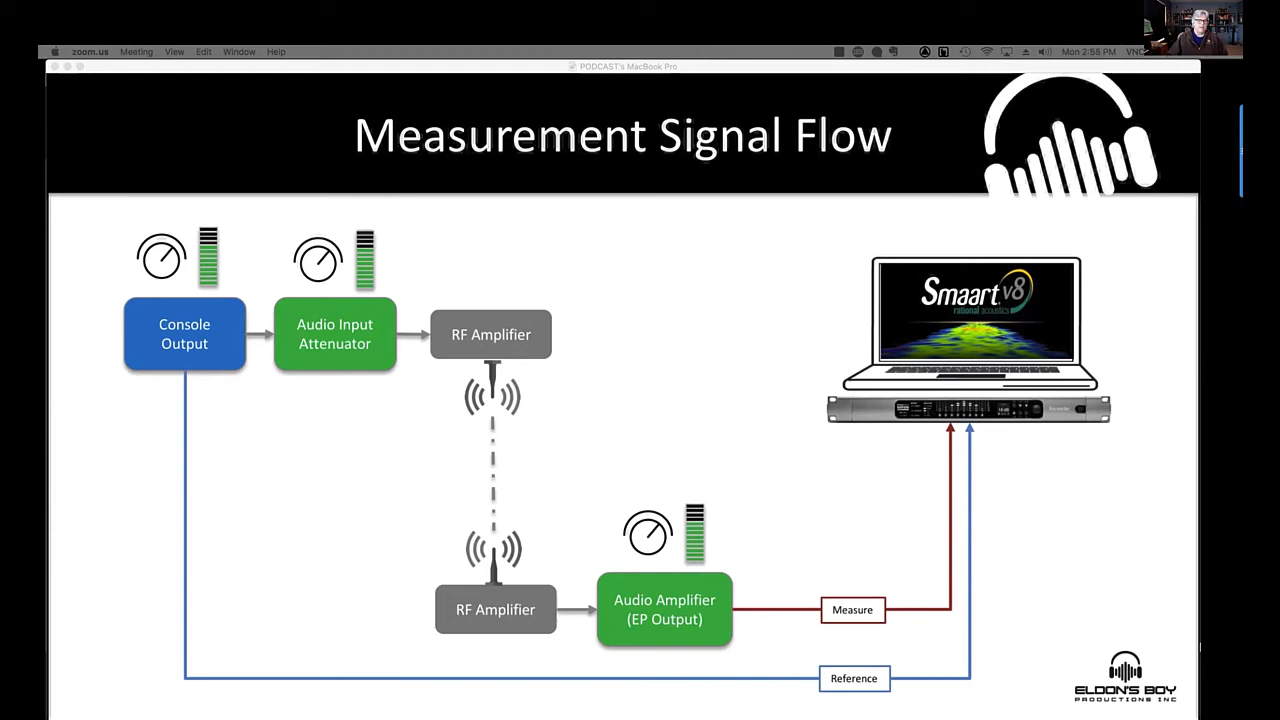 zoom.us Meeting View Edit Window Help
Mon 2:55 PM VNC
PODCAST's MacBook Pro
Measurement Signal Flow
Console
Output
Audio Input
Attenuator
RF Amplifier
Smaart v8
rational acoustics
RF Amplifier
Audio Amplifier
(EP Output)
Measure
Reference
ELDON'S BOY
PRODUCTIONS INC